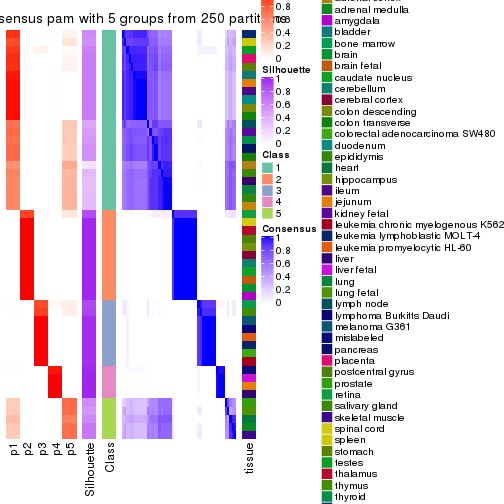 sensus pam with 5 groups from 250 partit
0.8
0.6
0.4
0.2
0
Silhouette
1
0.8
0.6
0.4
0.2
0
Class
1
2
3
4
5
Consensus
1
0.8
0.6
0.4
0.2
0
p1
p2
p3
p4
p5
Silhouette
Class
tissue
adrenal medulla
amygdala
bladder
bone marrow
brain
brain fetal
caudate nucleus
cerebellum
cerebral cortex
colon descending
colon transverse
colorectal adenocarcinoma SW480
duodenum
epididymis
heart
hippocampus
ileum
jejunum
kidney fetal
leukemia chronic myelogenous K562
leukemia lymphoblastic MOLT-4
leukemia promyelocytic HL-60
liver
liver fetal
lung
lung fetal
lymph node
lymphoma Burkitts Daudi
melanoma G361
mislabeled
pancreas
placenta
postcentral gyrus
prostate
retina
salivary gland
skeletal muscle
spinal cord
spleen
stomach
testes
thalamus
thymus
thyroid